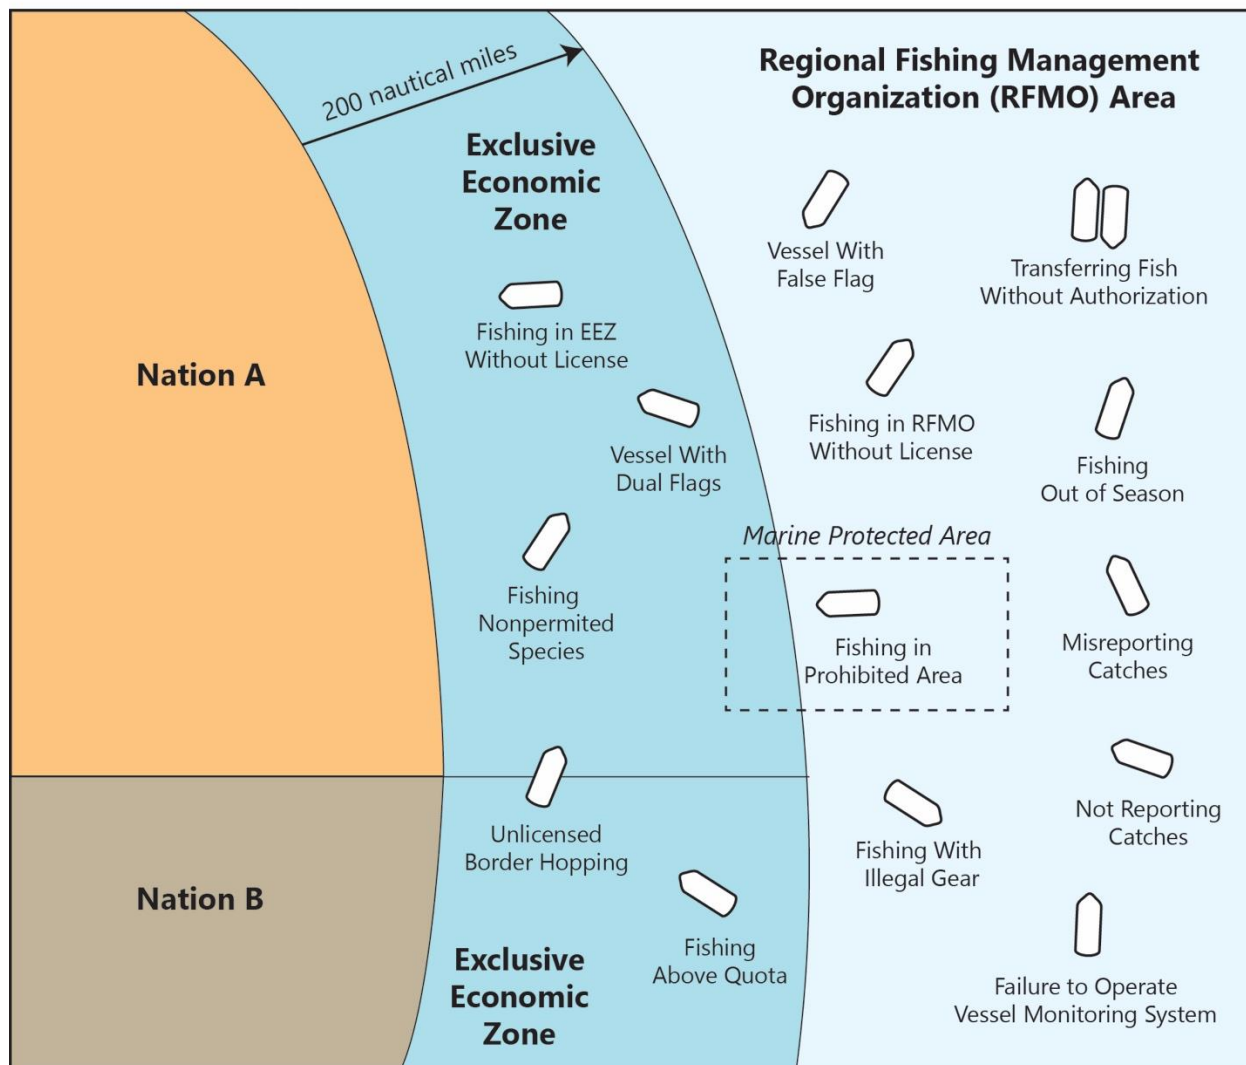 200 nautical miles
Regional Fishing Management
Organization (RFMO) Area
Exclusive
Economic
Zone
Vessel With
False Flag
Transferring Fish
Without Authorization
Fishing in EEZ
Without License
Nation A
Vessel With
Dual Flags
Fishing in RFMO
Without License
Fishing
Out of Season
Marine Protected Area
Fishing
Nonpermited
Species
Fishing in
Prohibited Area
Misreporting
Catches
Unlicensed
Border Hopping
Fishing With
Illegal Gear
Not Reporting
Catches
Nation B
Fishing
Above Quota
Exclusive
Economic
Zone
Failure to Operate
Vessel Monitoring System